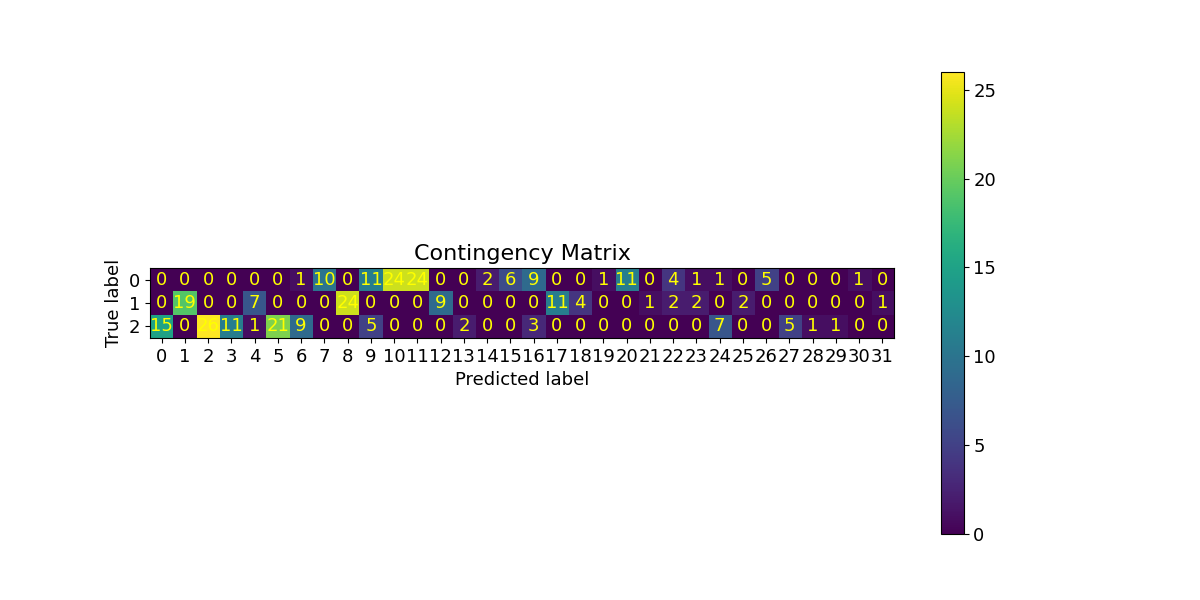 Contingency Matrix
True label
0 0 0 0 0 0 0 1 10 0 11 24 24 0 0 2 6 9 0 0 1 11 0 4 1 1 0 5 0 0 0 1 0
1 0 19 0 0 7 0 0 0 24 0 0 0 9 0 0 0 0 11 4 0 0 1 2 2 0 2 0 0 0 0 0 1
2 15 0 26 11 1 21 9 0 0 5 0 0 0 2 0 0 3 0 0 0 0 0 0 0 7 0 0 5 1 1 0 0
0 1 2 3 4 5 6 7 8 9 10 11 12 13 14 15 16 17 18 19 20 21 22 23 24 25 26 27 28 29 30 31
Predicted label
25
20
15
10
5
0